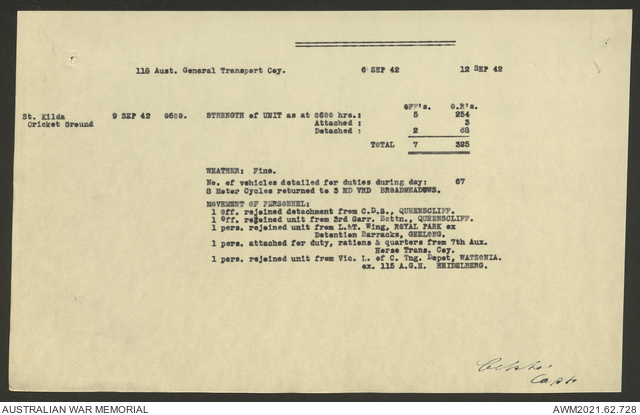 118 Aust. General Transport Coy. 6 SEP 42 12 SEP 42
OFF's. O.R's.
St. Kilda 9 SEP 42 0600. STRENGTH of UNIT as at 0600 hrs.: 5 254
Cricket Ground Attached : 3
Detached : 2 68
TOTAL 7 325
WEATHER: Fine.
No. of vehicles detailed for duties during day: 67
8 Motor Cycles returned to 3 MD VRD BROADMEADOWS.
MOVEMENT OF PERSONNEL:
1 Off. rejoined detachment from C.D.S., QUEENSCLIFF.
1 Off. rejoined unit from 3rd Garr. Battn., QUEENSCLIFF.
1 pers. rejoined unit from L.&T. Wing, ROYAL PARK ex
Detention Barracks, GEELONG.
1 pers. attached for duty, rations & quarters from 7th Aux.
Horse Trans. Coy.
1 pers. rejoined unit from Vic. L. of C. Tng. Depot, WATSONIA.
ex. 115 A.G.H. HEIDELBERG.
Capt.
AUSTRALIAN WAR MEMORIAL AWM2021.62.728